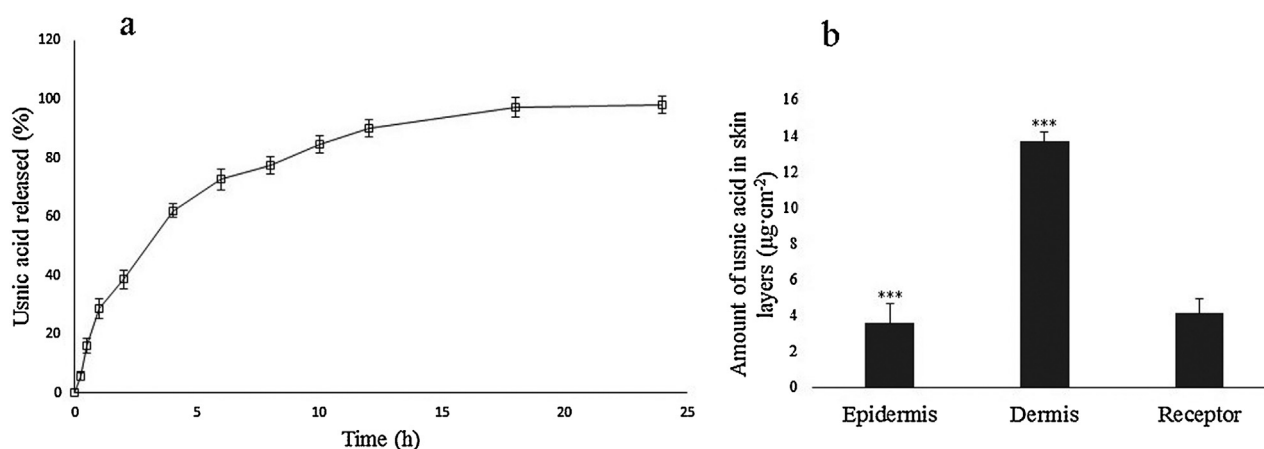 a
120
100
80
60
40
20
0
0 5 10 15 20 25
Usnic acid released (%)
Time (h)
b
16
14
12
10
8
6
4
2
0
Amount of usnic acid in skin
layers (µg·cm⁻²)
***
***
Epidermis Dermis Receptor